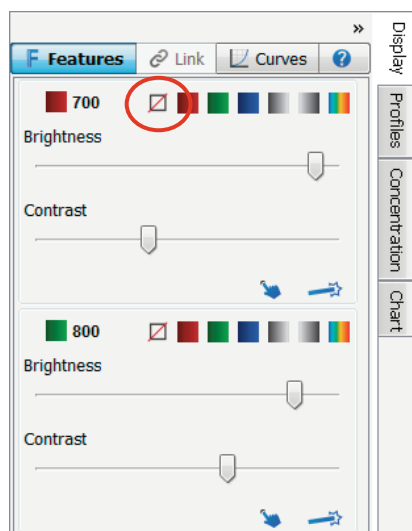 »
F Features Link Curves ?
700
Brightness
Contrast
800
Brightness
Contrast
Display
Profiles
Concentration
Chart